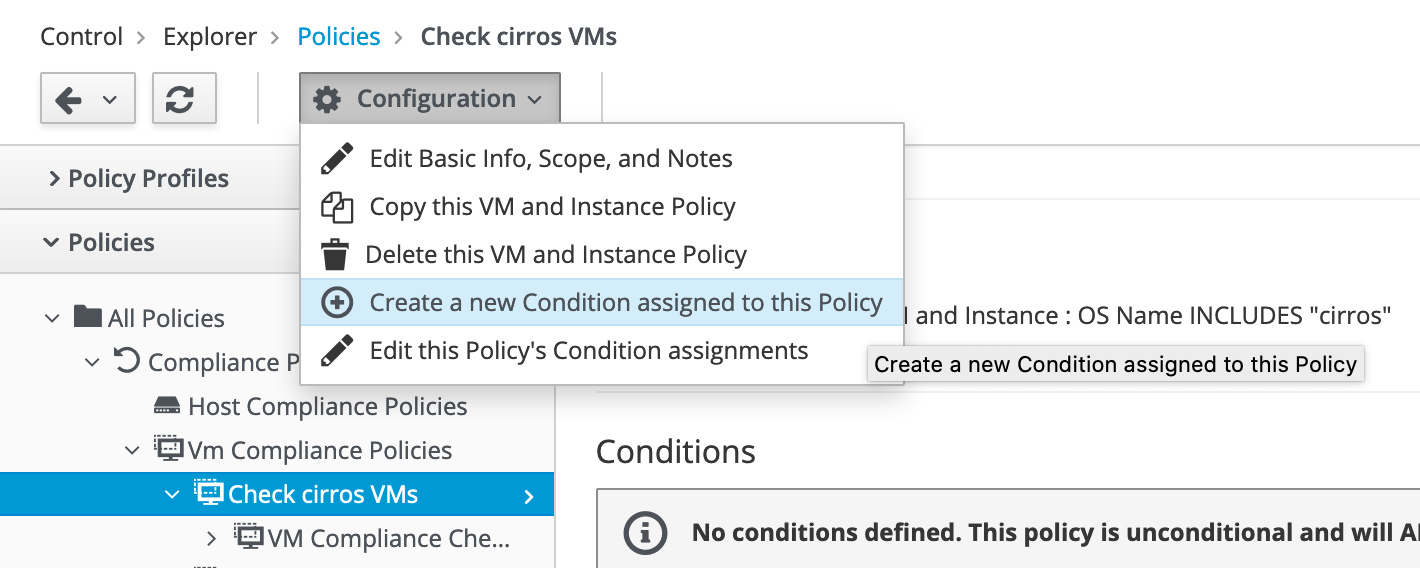 Control > Explorer > Policies > Check cirros VMs
Configuration
Edit Basic Info, Scope, and Notes
Copy this VM and Instance Policy
Delete this VM and Instance Policy
Create a new Condition assigned to this Policy
Edit this Policy's Condition assignments
Policy Profiles
Policies
All Policies
Compliance P
Host Compliance Policies
Vm Compliance Policies
Check cirros VMs
VM Compliance Che...
and Instance : OS Name INCLUDES "cirros"
Create a new Condition assigned to this Policy
Conditions
No conditions defined. This policy is unconditional and will